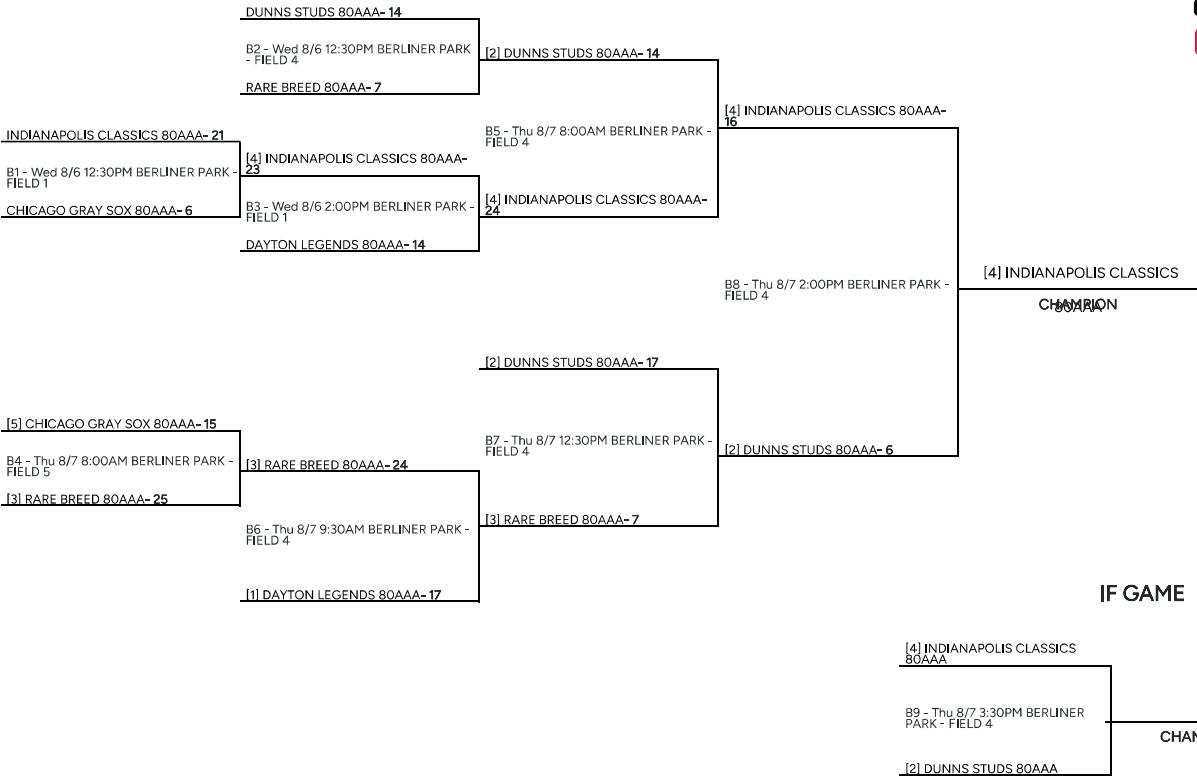 DUNNS STUDS 80AAA- 14
B2 - Wed 8/6 12:30PM BERLINER PARK
- FIELD 4
RARE BREED 80AAA- 7
[2] DUNNS STUDS 80AAA- 14
INDIANAPOLIS CLASSICS 80AAA- 21
B1 - Wed 8/6 12:30PM BERLINER PARK -
FIELD 1
CHICAGO GRAY SOX 80AAA- 6
[4] INDIANAPOLIS CLASSICS 80AAA-
23
B3 - Wed 8/6 2:00PM BERLINER PARK -
FIELD 1
DAYTON LEGENDS 80AAA- 14
B5 - Thu 8/7 8:00AM BERLINER PARK -
FIELD 4
[4] INDIANAPOLIS CLASSICS 80AAA-
24
[4] INDIANAPOLIS CLASSICS 80AAA-
16
B8 - Thu 8/7 2:00PM BERLINER PARK -
FIELD 4
[4] INDIANAPOLIS CLASSICS
80AAA
CHAMPION
[2] DUNNS STUDS 80AAA- 17
[5] CHICAGO GRAY SOX 80AAA- 15
B4 - Thu 8/7 8:00AM BERLINER PARK -
FIELD 5
[3] RARE BREED 80AAA- 25
[3] RARE BREED 80AAA- 24
B6 - Thu 8/7 9:30AM BERLINER PARK -
FIELD 4
[1] DAYTON LEGENDS 80AAA- 17
B7 - Thu 8/7 12:30PM BERLINER PARK -
FIELD 4
[3] RARE BREED 80AAA- 7
[2] DUNNS STUDS 80AAA- 6
IF GAME
[4] INDIANAPOLIS CLASSICS
80AAA
B9 - Thu 8/7 3:30PM BERLINER
PARK - FIELD 4
CHAN
[2] DUNNS STUDS 80AAA